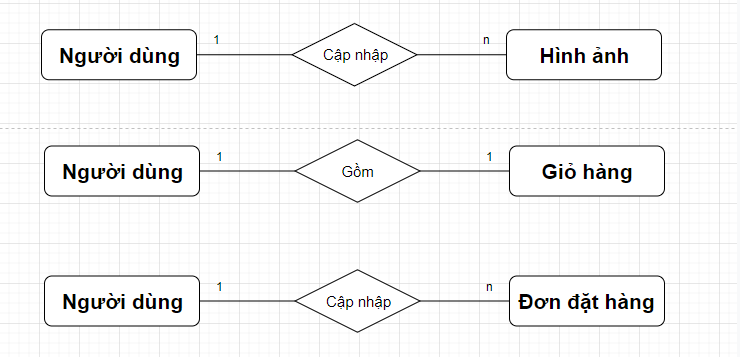 1 n
Người dùng Cập nhập Hình ảnh
1 1
Người dùng Gồm Giỏ hàng
1 n
Người dùng Cập nhập Đơn đặt hàng